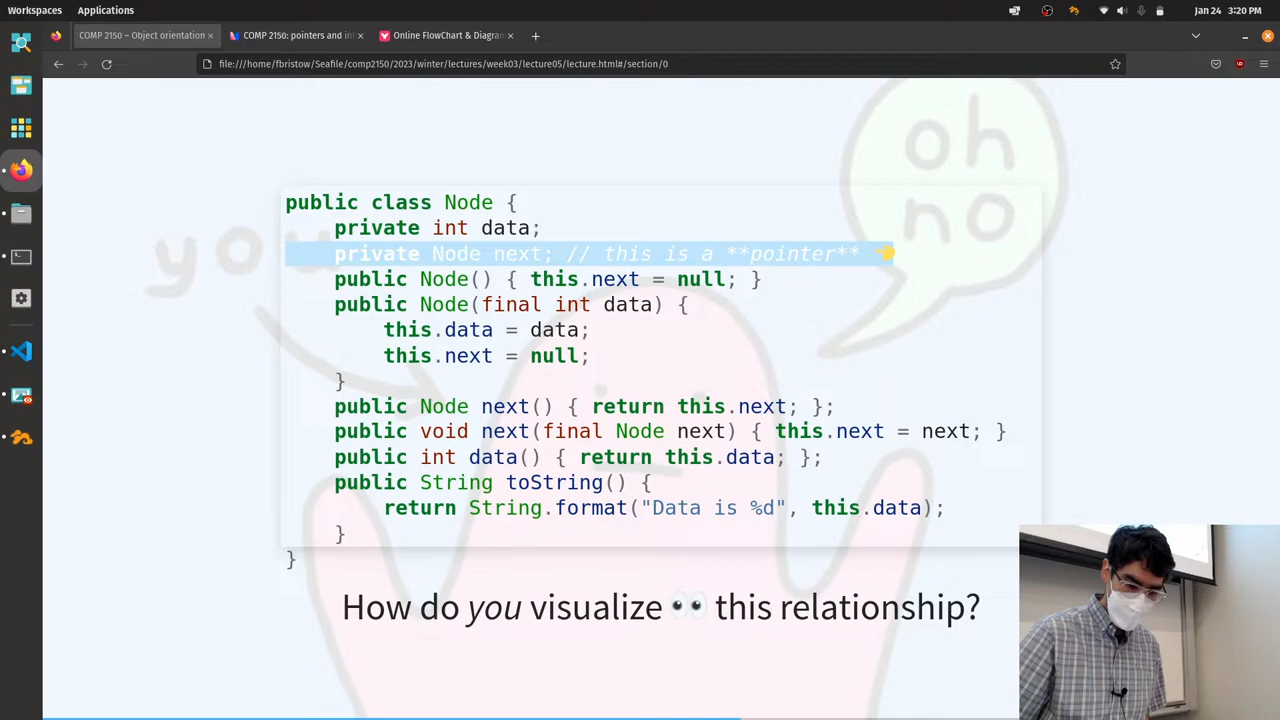 Workspaces Applications Jan 24 3:20 PM
COMP 2150 – Object orientation × COMP 2150: pointers and in × Online FlowChart & Diagram × +
file:///home/fbristow/Seafile/comp2150/2023/winter/lectures/week03/lecture05/lecture.html#/section/0
oh
no
you
public class Node {
private int data;
private Node next; // this is a **pointer** 👈
public Node() { this.next = null; }
public Node(final int data) {
this.data = data;
this.next = null;
}
public Node next() { return this.next; };
public void next(final Node next) { this.next = next; }
public int data() { return this.data; };
public String toString() {
return String.format("Data is %d", this.data);
}
}
How do you visualize 👀 this relationship?